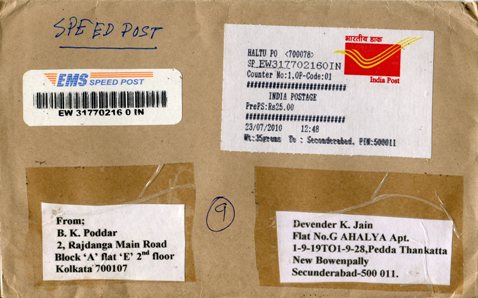 SPEED POST
EMS SPEED POST
EW 31770216 0 IN
HALTU PO <700078>
SP EW317702160IN
Counter No:1,OP-Code:01
INDIA POSTAGE
PrePS:Rs25.00
23/07/2010 12:48
Wt:35grams To : Secunderabad, PIN:500011
भारतीय डाक
India Post
From;
B. K. Poddar
2, Rajdanga Main Road
Block ‘A’ flat ‘E’ 2nd floor
Kolkata 700107
9
Devender K. Jain
Flat No.G AHALYA Apt.
1-9-19TO1-9-28,Pedda Thankatta
New Bowenpally
Secunderabad-500 011.